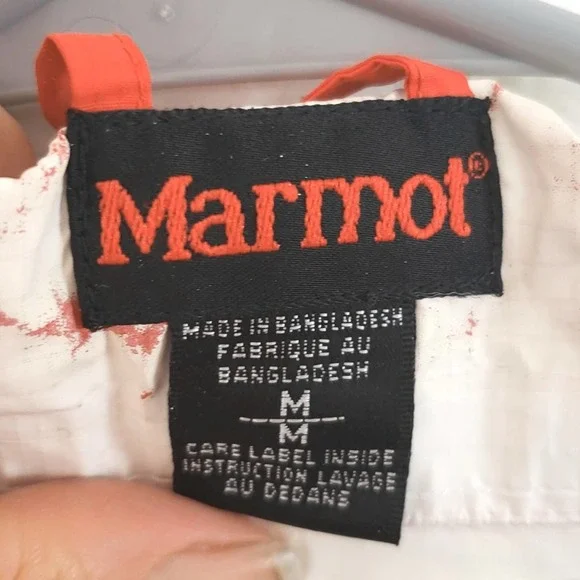 Marmot®
MADE IN BANGLADESH
FABRIQUE AU
BANGLADESH
M
M
CARE LABEL INSIDE
INSTRUCTION LAVAGE
AU DEDANS